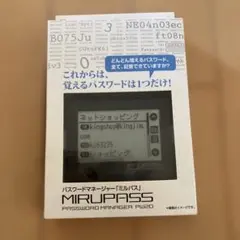 NE04n03ec
BO75Ju
ft08h
どんどん増えるパスワード、
全て、記憶できていますか?
これからは、
覚えるパスワードは1つだけ!
ネットショッピング
パスワードマネージャー「ミルパス」
MIRUPASS
PASSWORD MANAGER PW20